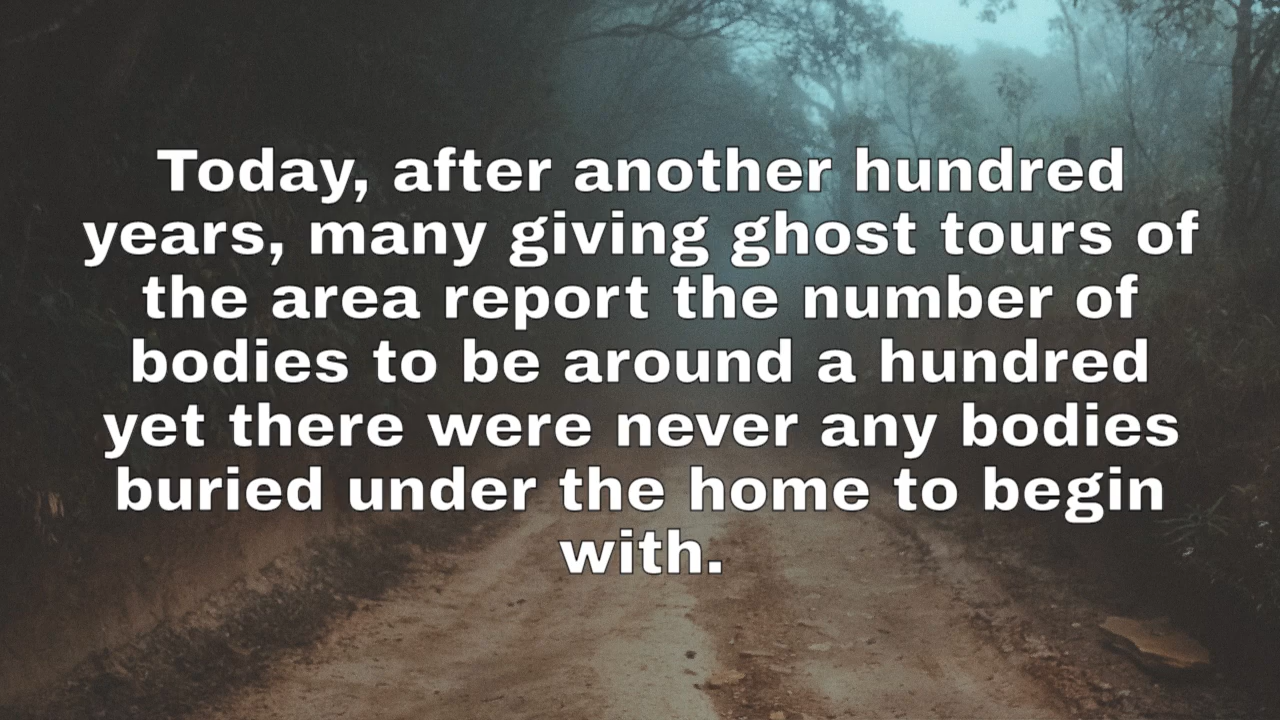 Today, after another hundred
years, many giving ghost tours of
the area report the number of
bodies to be around a hundred
yet there were never any bodies
buried under the home to begin
with.